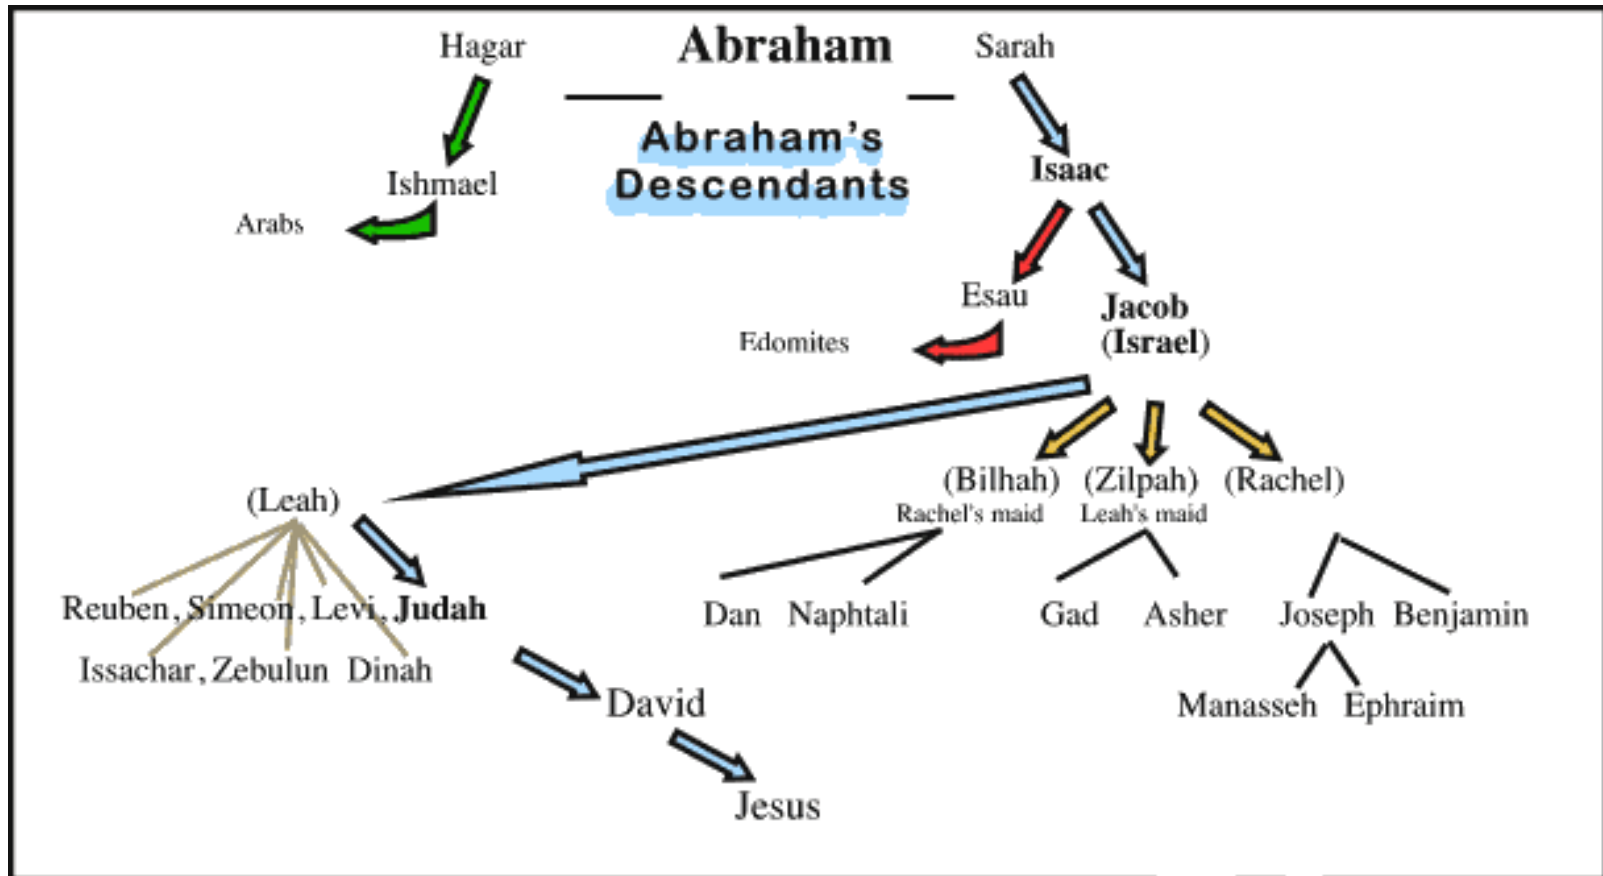 Hagar Abraham Sarah
Abraham's
Descendants
Isaac
Ishmael
Arabs
Esau
Jacob
(Israel)
Edomites
(Leah)
(Bilhah) (Zilpah) (Rachel)
Rachel's maid Leah's maid
Reuben, Simeon, Levi, Judah
Dan Naphtali Gad Asher Joseph Benjamin
Issachar, Zebulun Dinah
David
Manasseh Ephraim
Jesus